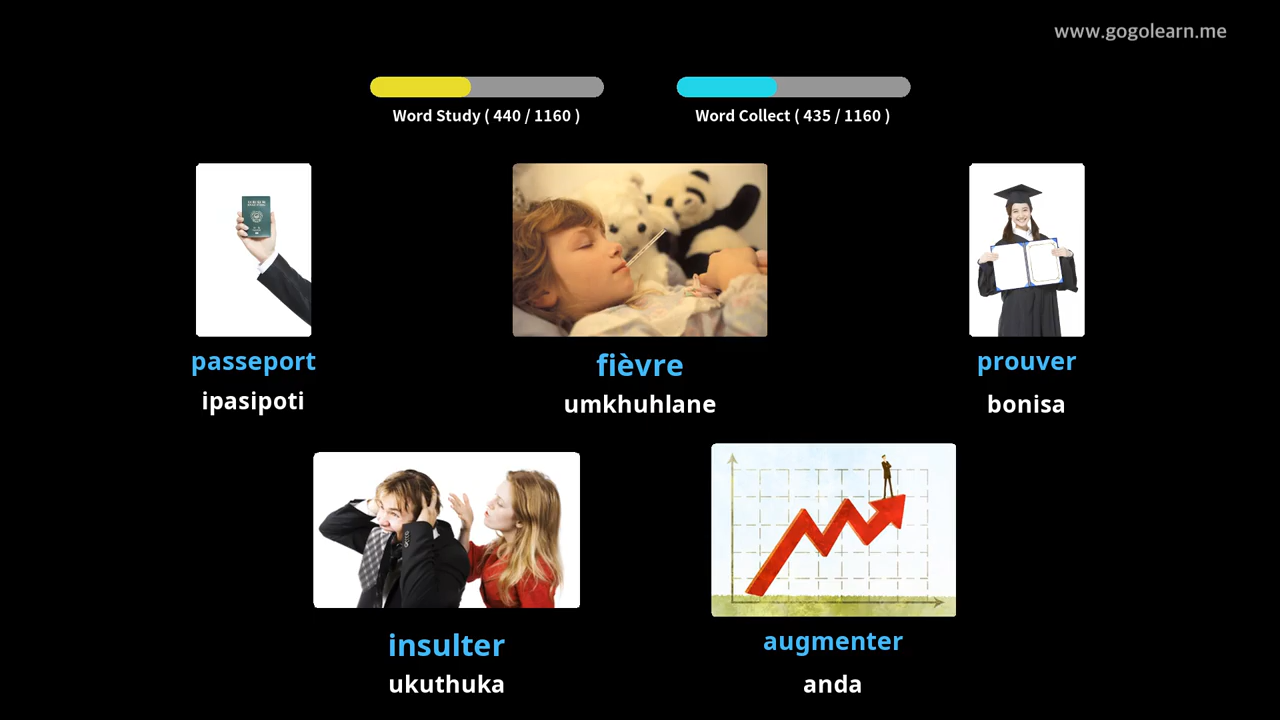 www.gogolearn.me
Word Study ( 440 / 1160 )
Word Collect ( 435 / 1160 )
passeport
ipasipoti
fièvre
umkhuhlane
prouver
bonisa
insulter
ukuthuka
augmenter
anda